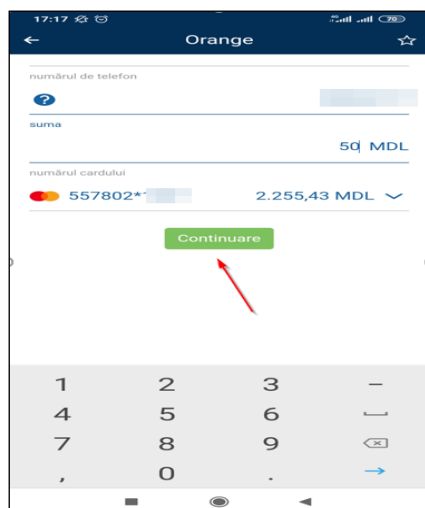 17:17
70
Orange
numărul de telefon
?
suma
50 MDL
numărul cardului
557802* 2.255,43 MDL
Continuare
1 2 3 –
4 5 6
7 8 9
, 0 .